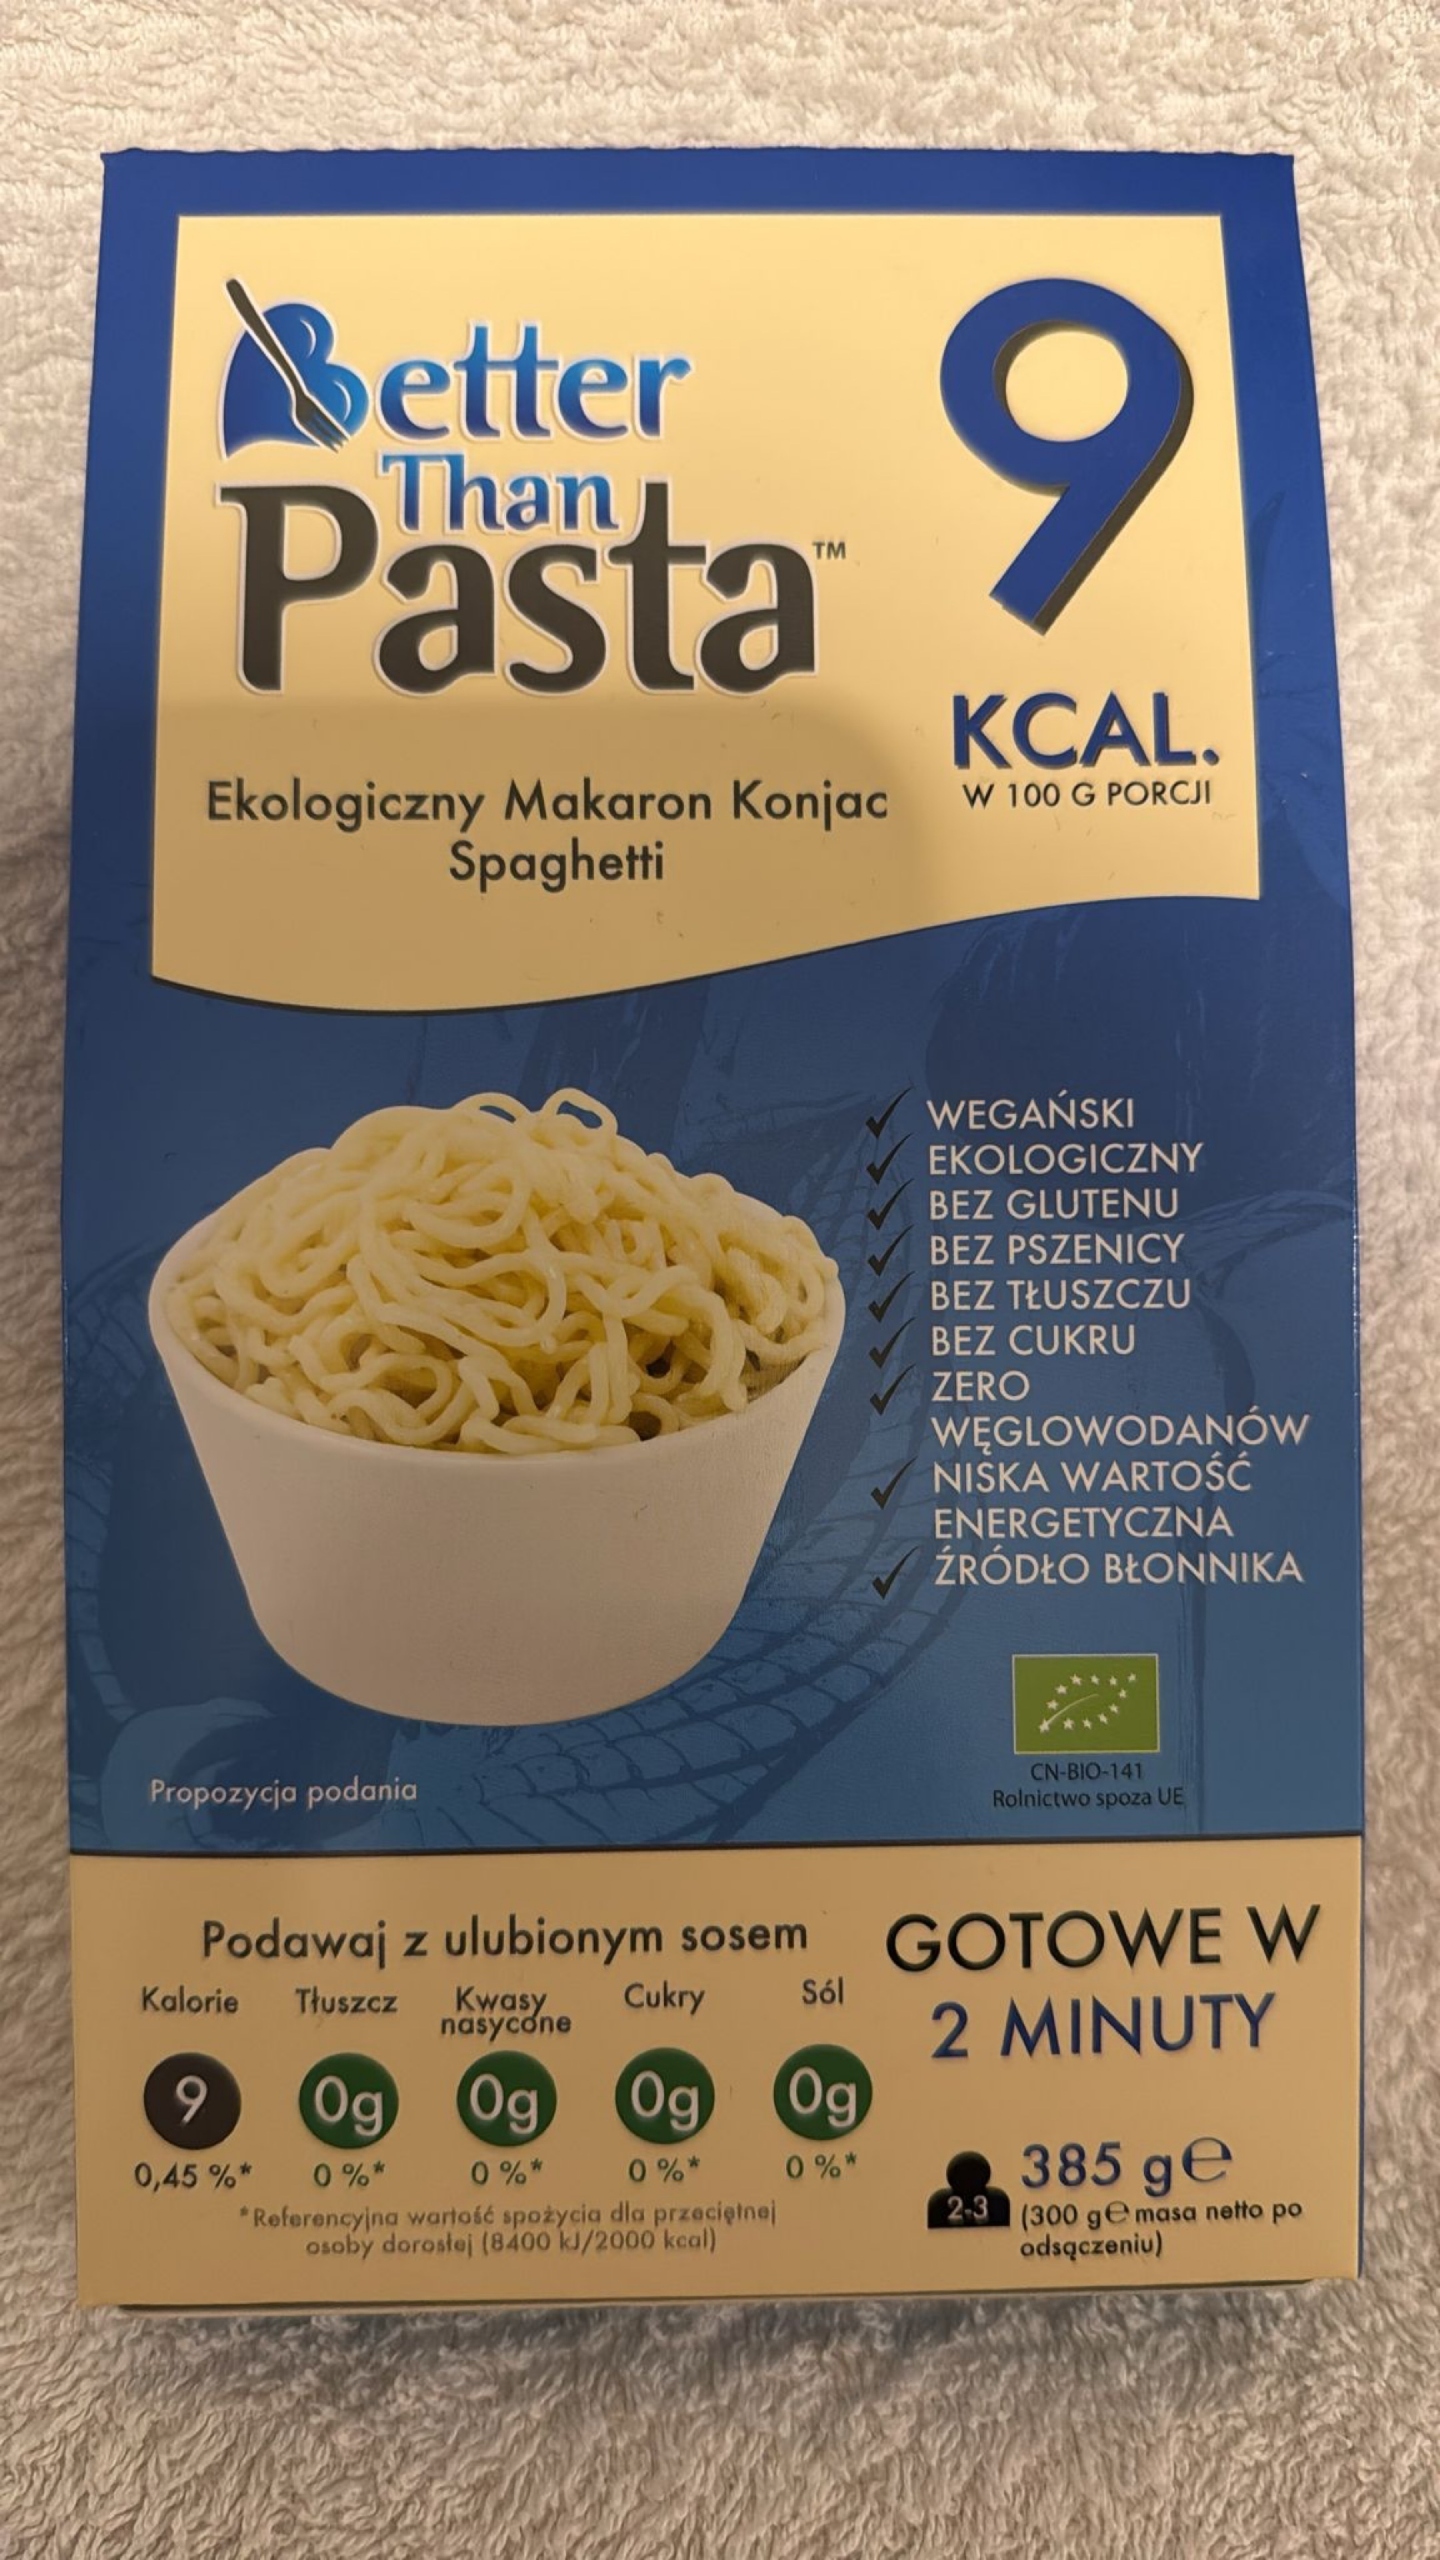 Better
Than
Pasta™
9
KCAL.
W 100 G PORCJI
Ekologiczny Makaron Konjac
Spaghetti
WEGAŃSKI
EKOLOGICZNY
BEZ GLUTENU
BEZ PSZENICY
BEZ TŁUSZCZU
BEZ CUKRU
ZERO
WĘGLOWODANÓW
NISKA WARTOŚĆ
ENERGETYCZNA
ŹRÓDŁO BŁONNIKA
CN-BIO-141
Rolnictwo spoza UE
Propozycja podania
Podawaj z ulubionym sosem
Kalorie Tłuszcz Kwasy nasycone Cukry Sól
9 0g 0g 0g 0g
0,45 %* 0 %* 0 %* 0 %* 0 %*
*Referencyjna wartość spożycia dla przeciętnej
osoby dorosłej (8400 kJ/2000 kcal)
GOTOWE W
2 MINUTY
2-3
385 g℮
(300 g℮ masa netto po
odsączeniu)